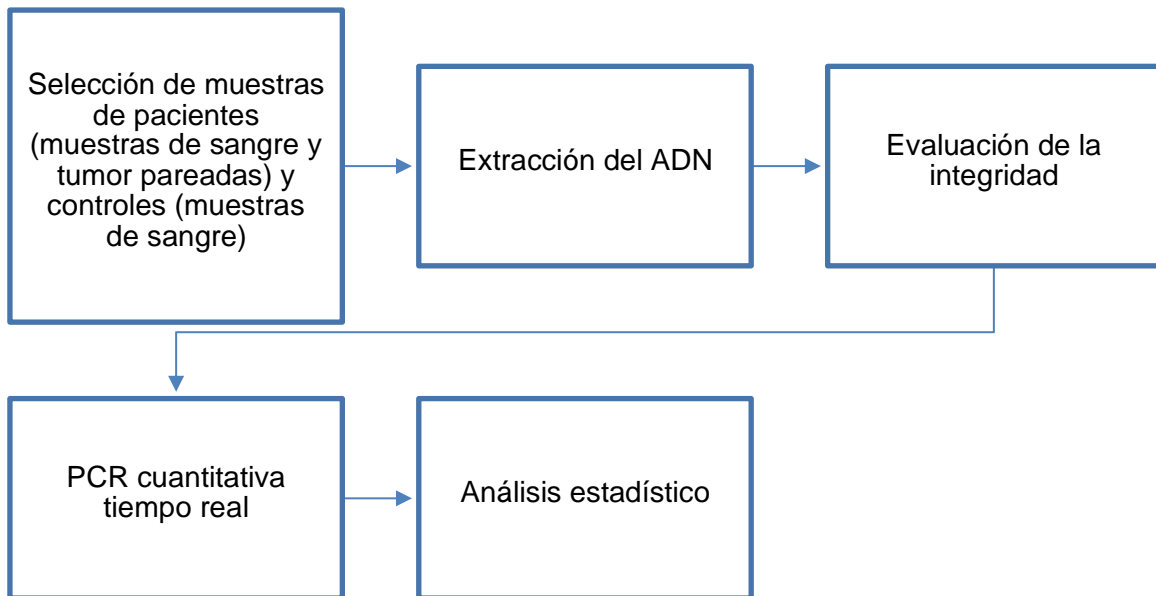 Selección de muestras
de pacientes
(muestras de sangre y
tumor pareadas) y
controles (muestras
de sangre)
Extracción del ADN
Evaluación de la
integridad
PCR cuantitativa
tiempo real
Análisis estadístico